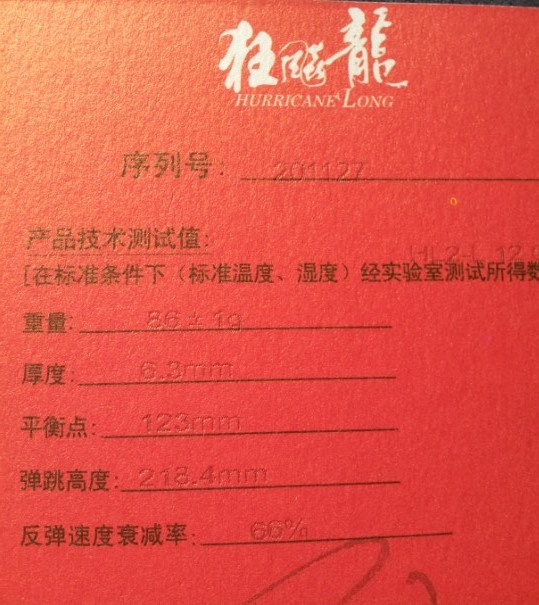 狂飚龍
HURRICANE LONG
序列号: 201127
产品技术测试值:
[在标准条件下（标准温度、湿度）经实验室测试所得数
重量: 86±1g
厚度: 6.3mm
平衡点: 123mm
弹跳高度: 218.4mm
反弹速度衰减率: 66%